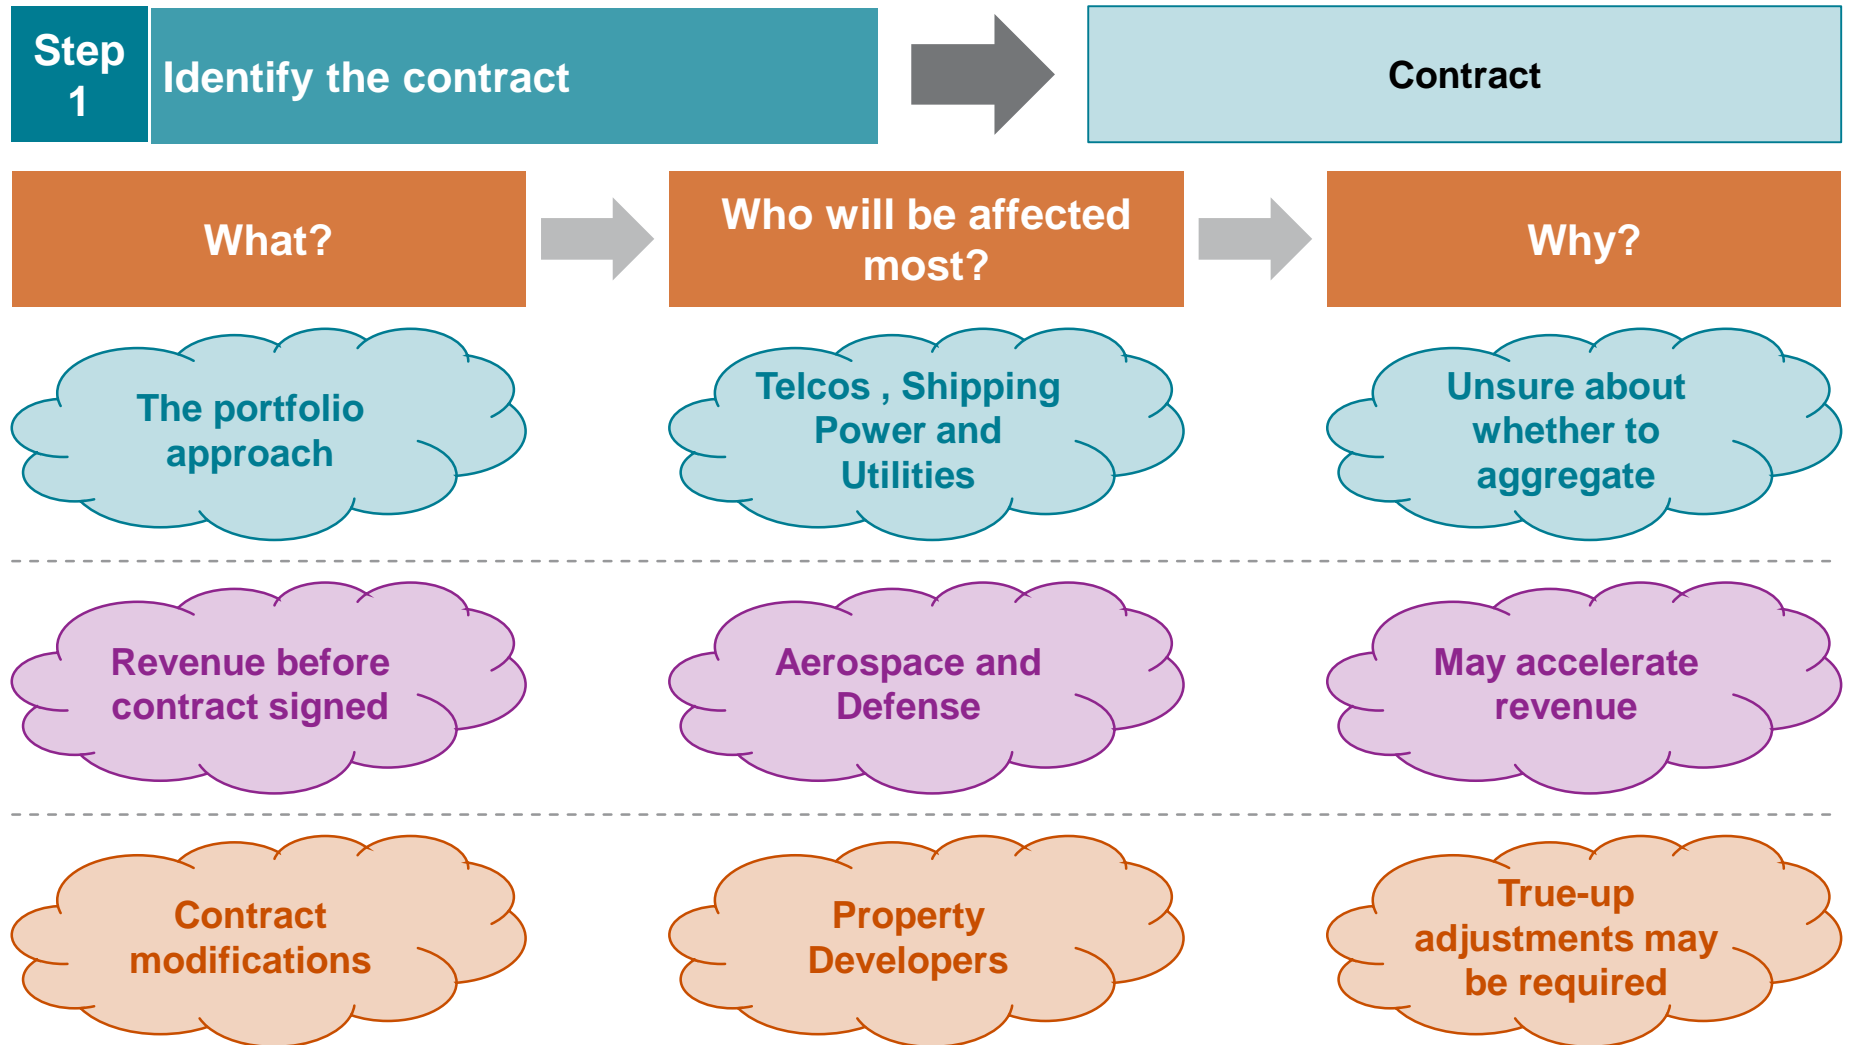 Step
1
Identify the contract
Contract
What?
Who will be affected
most?
Why?
The portfolio
approach
Telcos , Shipping
Power and
Utilities
Unsure about
whether to
aggregate
Revenue before
contract signed
Aerospace and
Defense
May accelerate
revenue
Contract
modifications
Property
Developers
True-up
adjustments may
be required